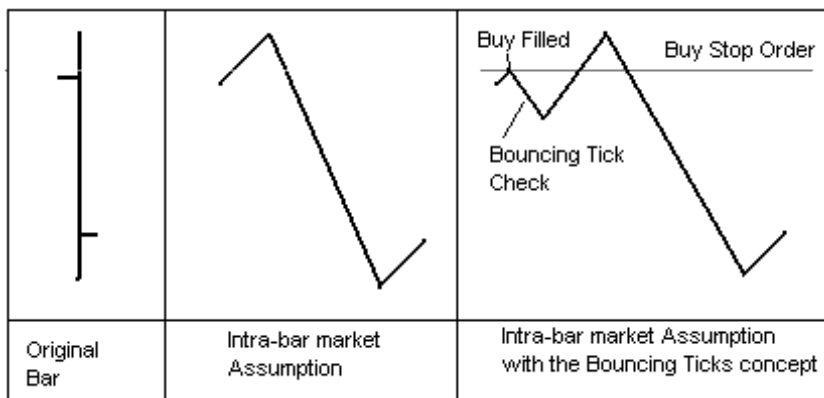 Buy Filled
Buy Stop Order
Bouncing Tick
Check
Original
Bar
Intra-bar market
Assumption
Intra-bar market Assumption
with the Bouncing Ticks concept